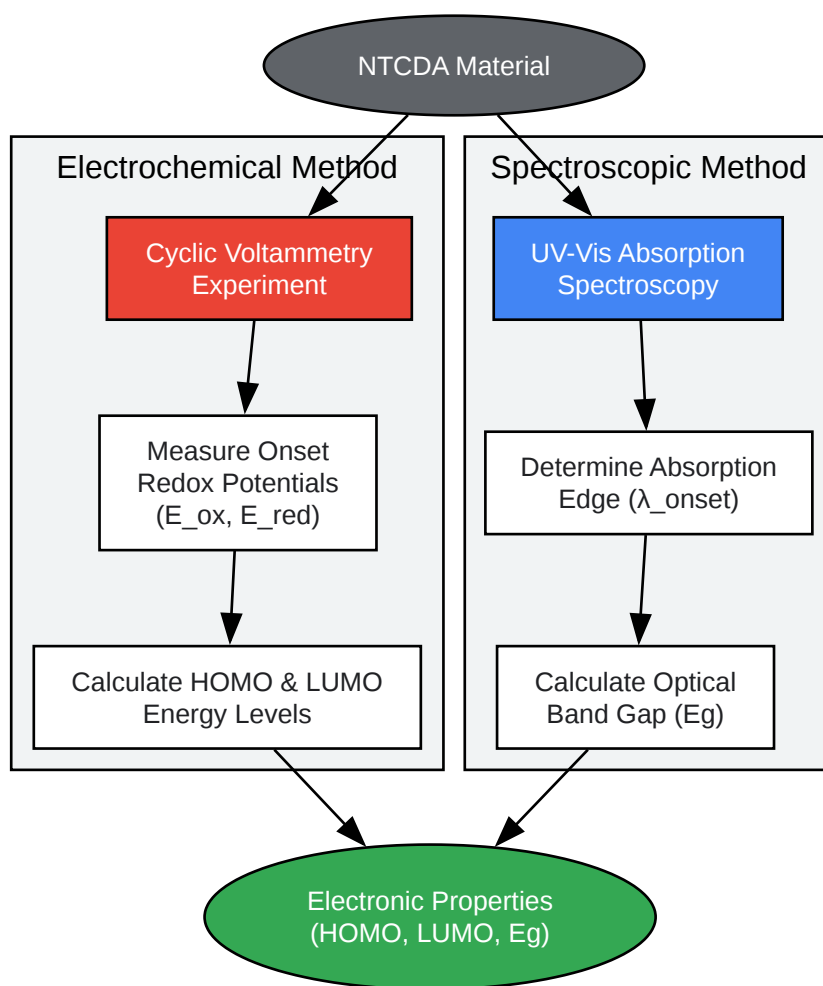 NTCDA Material
Electrochemical Method
Cyclic Voltammetry
Experiment
Measure Onset
Redox Potentials
(E_ox, E_red)
Calculate HOMO & LUMO
Energy Levels
Spectroscopic Method
UV-Vis Absorption
Spectroscopy
Determine Absorption
Edge (λ_onset)
Calculate Optical
Band Gap (Eg)
Electronic Properties
(HOMO, LUMO, Eg)